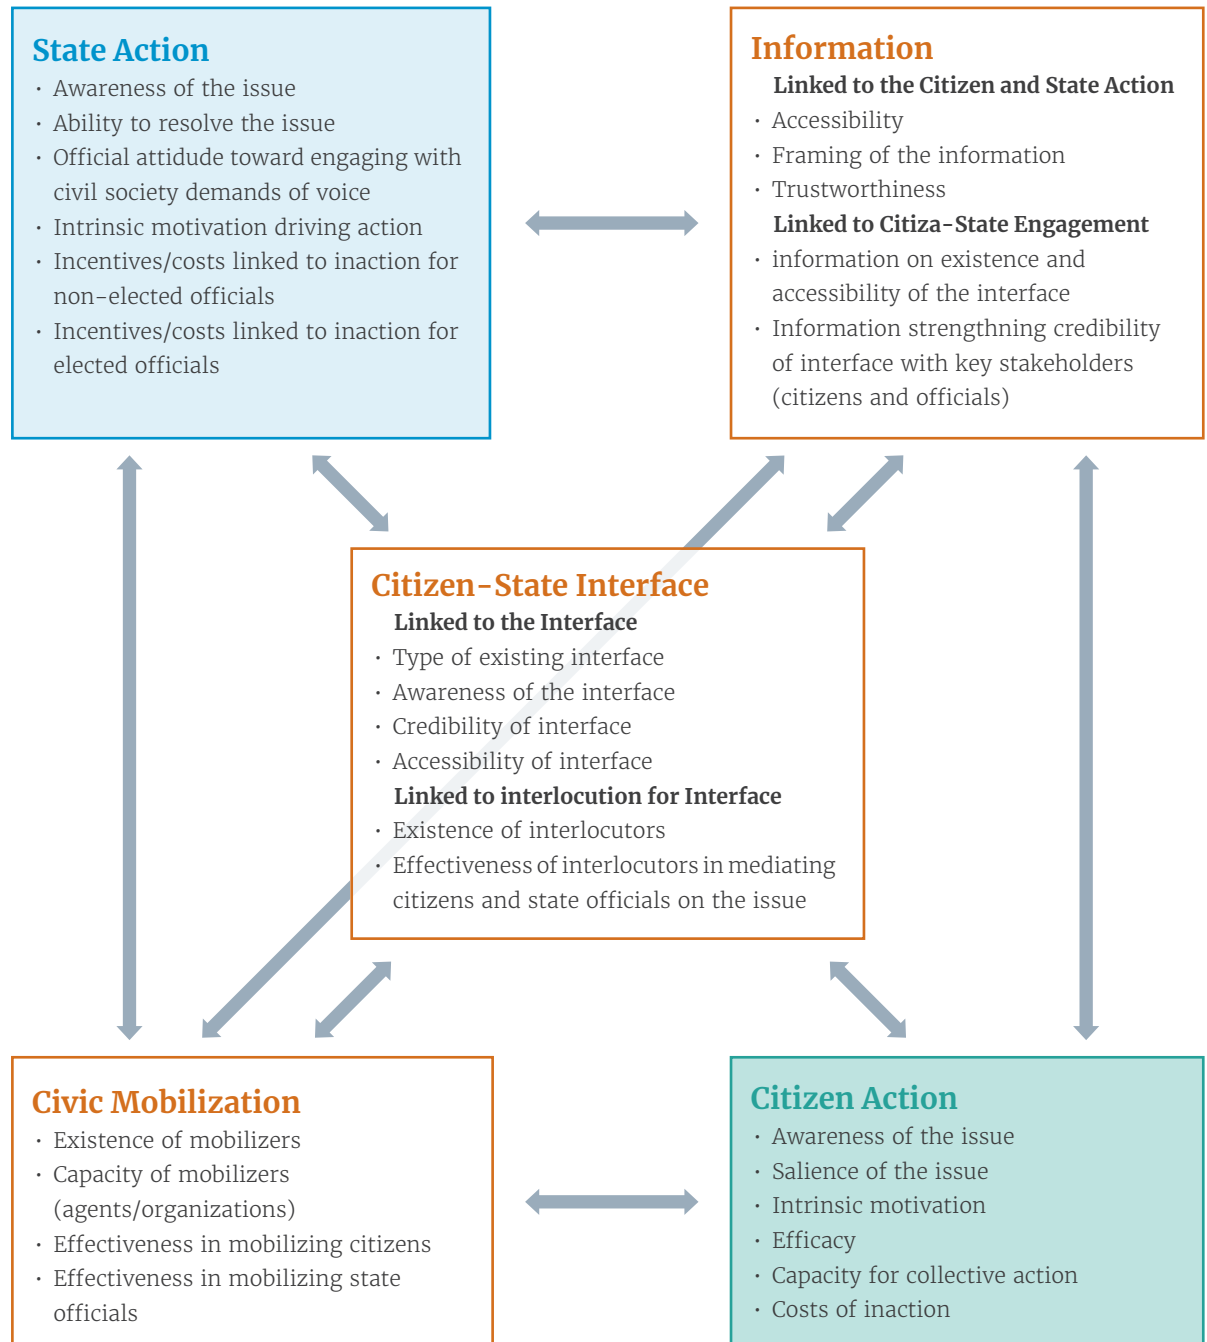 State Action
· Awareness of the issue
· Ability to resolve the issue
· Official attidude toward engaging with
civil society demands of voice
· Intrinsic motivation driving action
· Incentives/costs linked to inaction for
non-elected officials
· Incentives/costs linked to inaction for
elected officials
Information
Linked to the Citizen and State Action
· Accessibility
· Framing of the information
· Trustworthiness
Linked to Citiza-State Engagement
· information on existence and
accessibility of the interface
· Information strengthning credibility
of interface with key stakeholders
(citizens and officials)
Citizen-State Interface
Linked to the Interface
· Type of existing interface
· Awareness of the interface
· Credibility of interface
· Accessibility of interface
Linked to interlocution for Interface
· Existence of interlocutors
· Effectiveness of interlocutors in mediating
citizens and state officials on the issue
Civic Mobilization
· Existence of mobilizers
· Capacity of mobilizers
(agents/organizations)
· Effectiveness in mobilizing citizens
· Effectiveness in mobilizing state
officials
Citizen Action
· Awareness of the issue
· Salience of the issue
· Intrinsic motivation
· Efficacy
· Capacity for collective action
· Costs of inaction